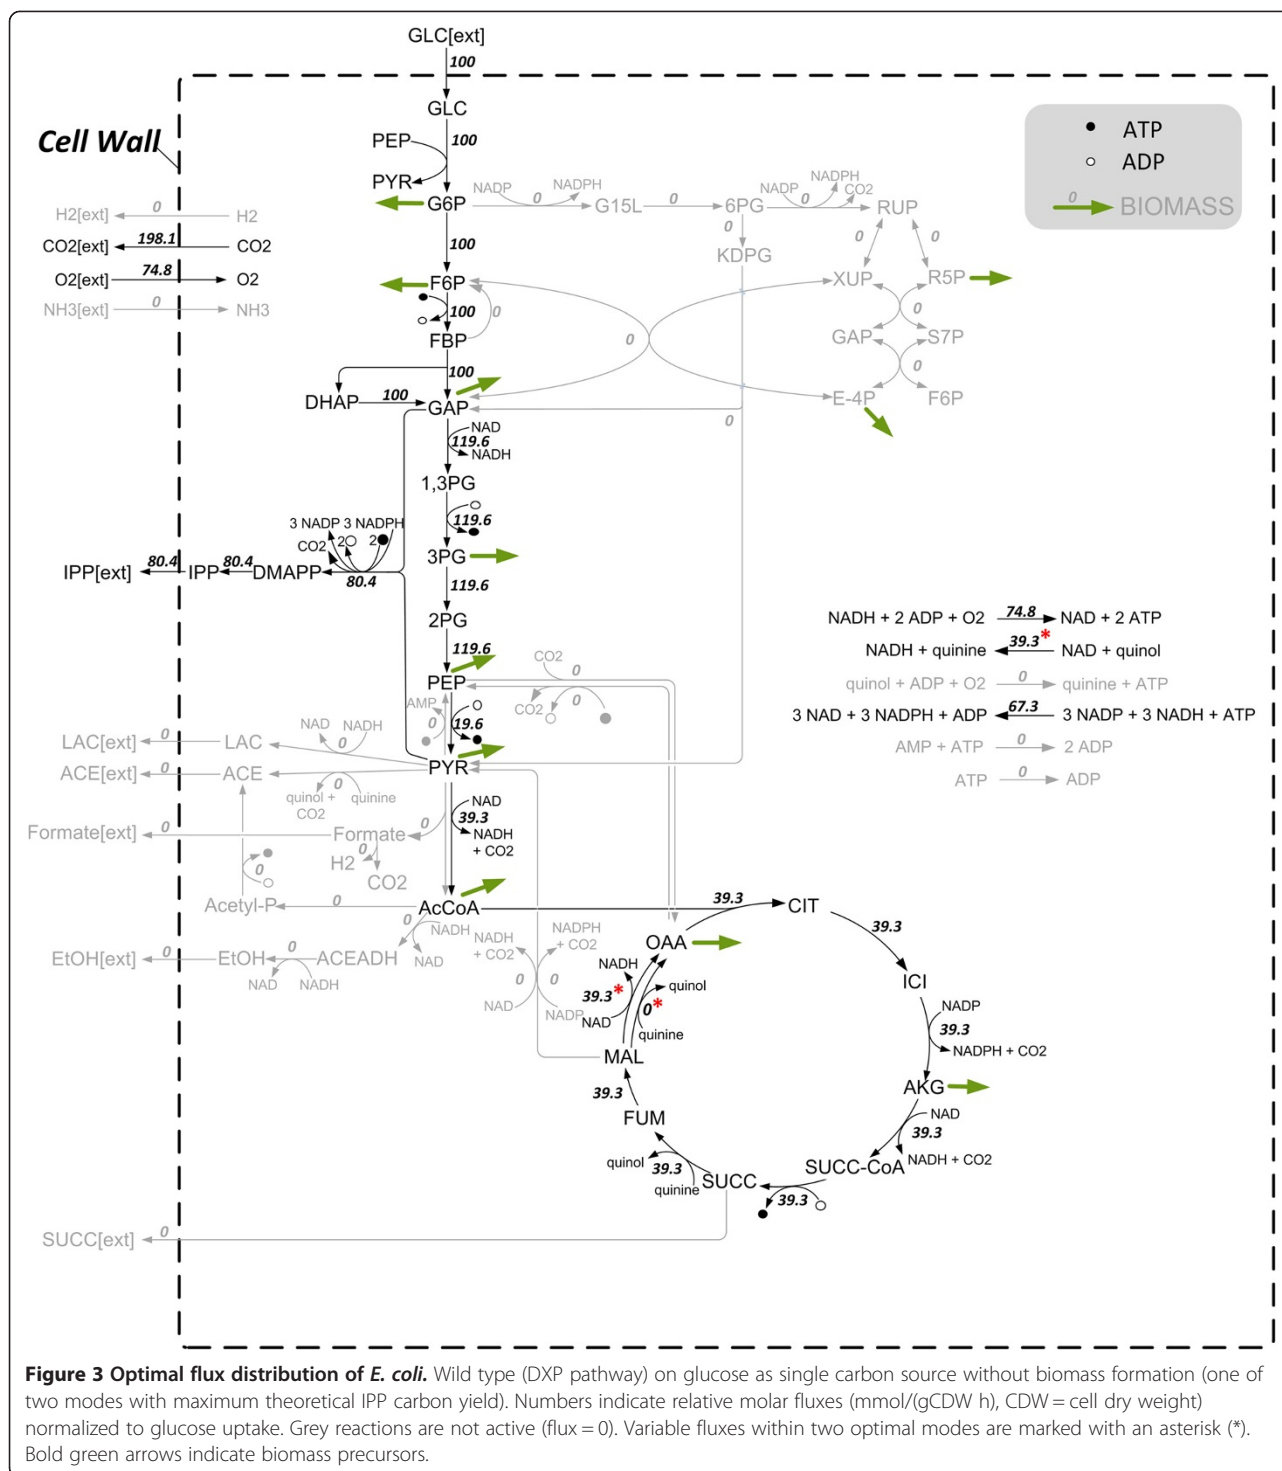 GLC[ext]
100
Cell Wall
GLC
PEP
100
PYR
G6P
NADP
0
NADPH
G15L
0
6PG
NADP
0
NADPH
CO2
RUP
ATP
ADP
0
BIOMASS
H2[ext]
0
H2
CO2[ext]
198.1
CO2
O2[ext]
74.8
O2
NH3[ext]
0
NH3
100
0
KDPG
0
0
F6P
100
0
FBP
XUP
R5P
0
GAP
S7P
0
0
E-4P
F6P
100
DHAP
100
GAP
0
NAD
119.6
NADH
1,3PG
119.6
3 NADP 3 NADPH
CO2
2
2
3PG
IPP[ext]
80.4
IPP
80.4
DMAPP
80.4
119.6
2PG
119.6
PEP
CO2
0
CO2
0
AMP
0
19.6
NADH + 2 ADP + O2
74.8
NAD + 2 ATP
NADH + quinine
39.3*
NAD + quinol
quinol + ADP + O2
0
quinine + ATP
3 NAD + 3 NADPH + ADP
67.3
3 NADP + 3 NADH + ATP
AMP + ATP
0
2 ADP
ATP
0
ADP
LAC[ext]
0
LAC
NAD
0
NADH
PYR
ACE[ext]
0
ACE
quinol +
CO2
0
quinine
NAD
39.3
NADH
+ CO2
Formate[ext]
0
Formate
0
0
H2
CO2
0
Acetyl-P
0
AcCoA
39.3
CIT
EtOH[ext]
0
EtOH
0
ACEADH
NAD
NADH
0
NADH
NAD
NADH
+ CO2
NADPH
+ CO2
0
0
NAD
NADP
OAA
NADH
39.3*
NAD
quinol
0*
quinine
MAL
39.3
ICI
NADP
39.3
NADPH + CO2
AKG
NAD
39.3
NADH + CO2
39.3
FUM
quinol
39.3
quinine
SUCC
39.3
SUCC-CoA
SUCC[ext]
0
Figure 3 Optimal flux distribution of E. coli. Wild type (DXP pathway) on glucose as single carbon source without biomass formation (one of
two modes with maximum theoretical IPP carbon yield). Numbers indicate relative molar fluxes (mmol/(gCDW h), CDW = cell dry weight)
normalized to glucose uptake. Grey reactions are not active (flux = 0). Variable fluxes within two optimal modes are marked with an asterisk (*).
Bold green arrows indicate biomass precursors.